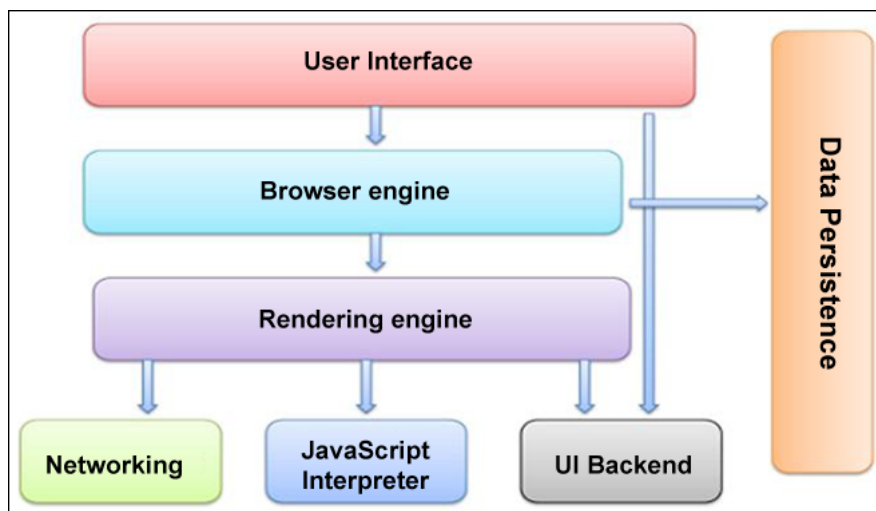 User Interface
Browser engine
Data Persistence
Rendering engine
Networking
JavaScript
Interpreter
UI Backend